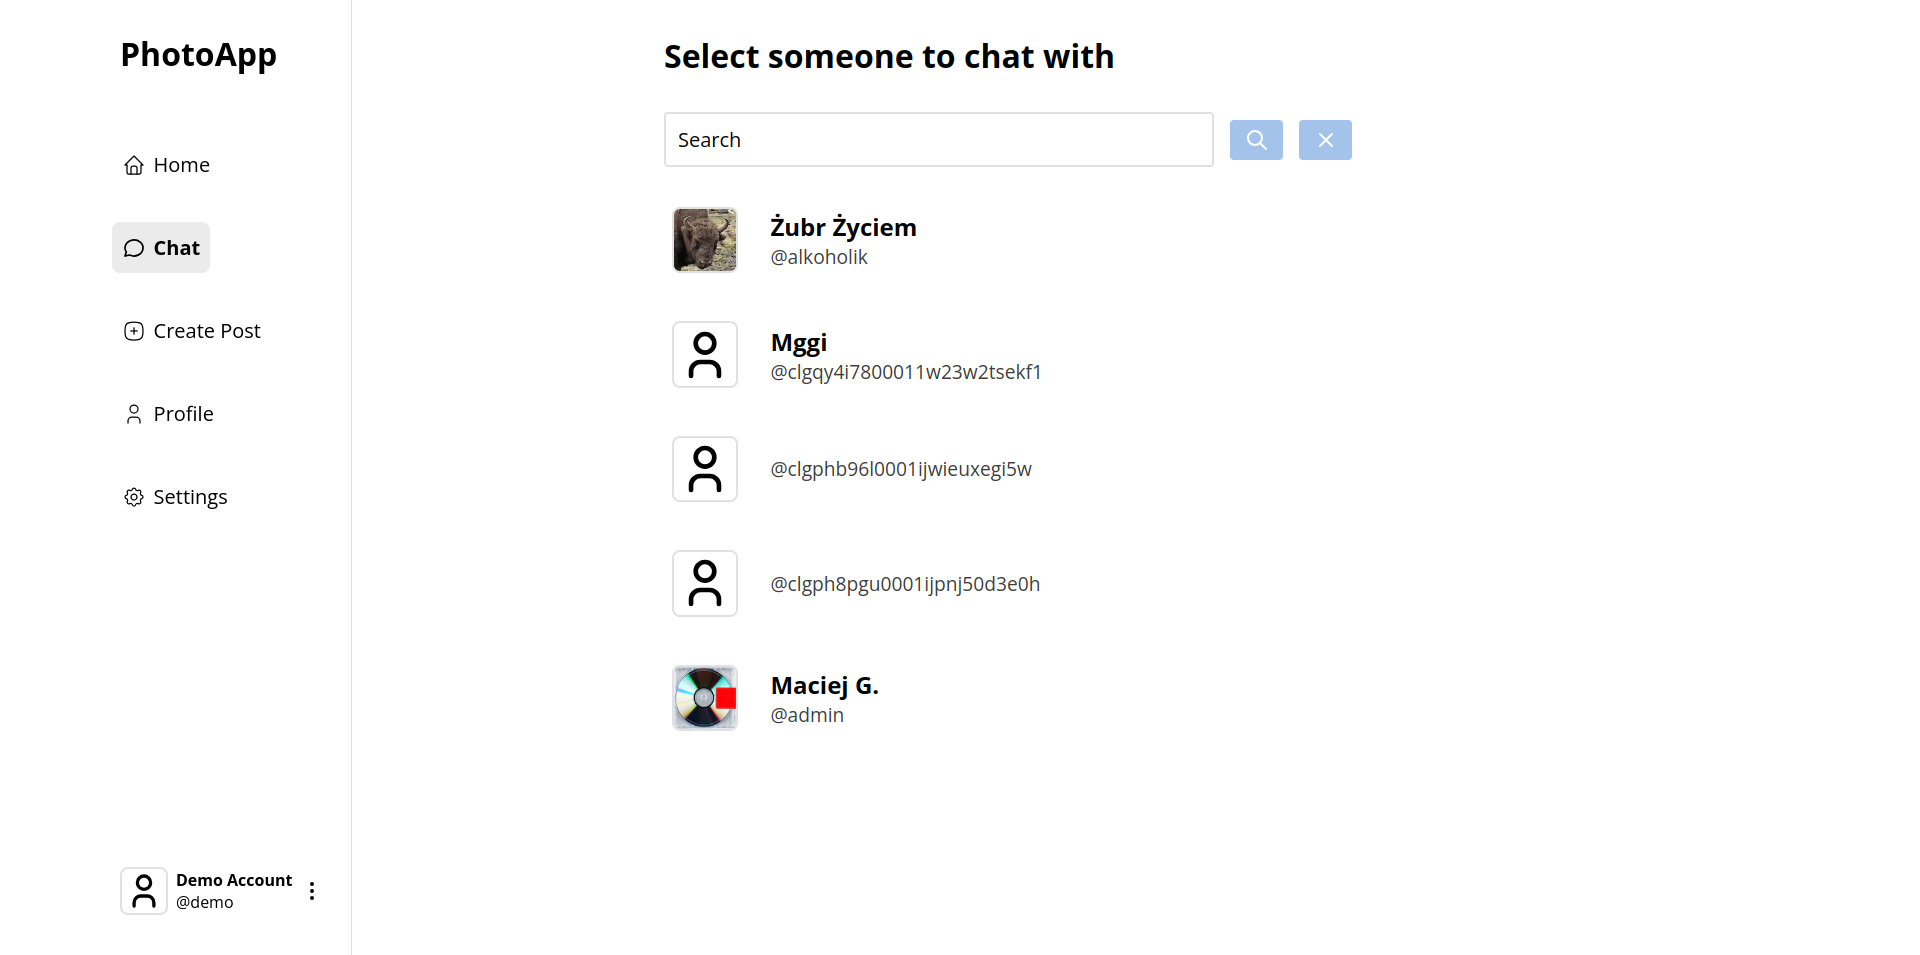 PhotoApp
Home
Chat
Create Post
Profile
Settings
Demo Account
@demo
Select someone to chat with
Search
Żubr Życiem
@alkoholik
Mggi
@clgqy4i7800011w23w2tsekf1
@clgphb96l0001ijwieuxegi5w
@clgph8pgu0001ijpnj50d3e0h
Maciej G.
@admin